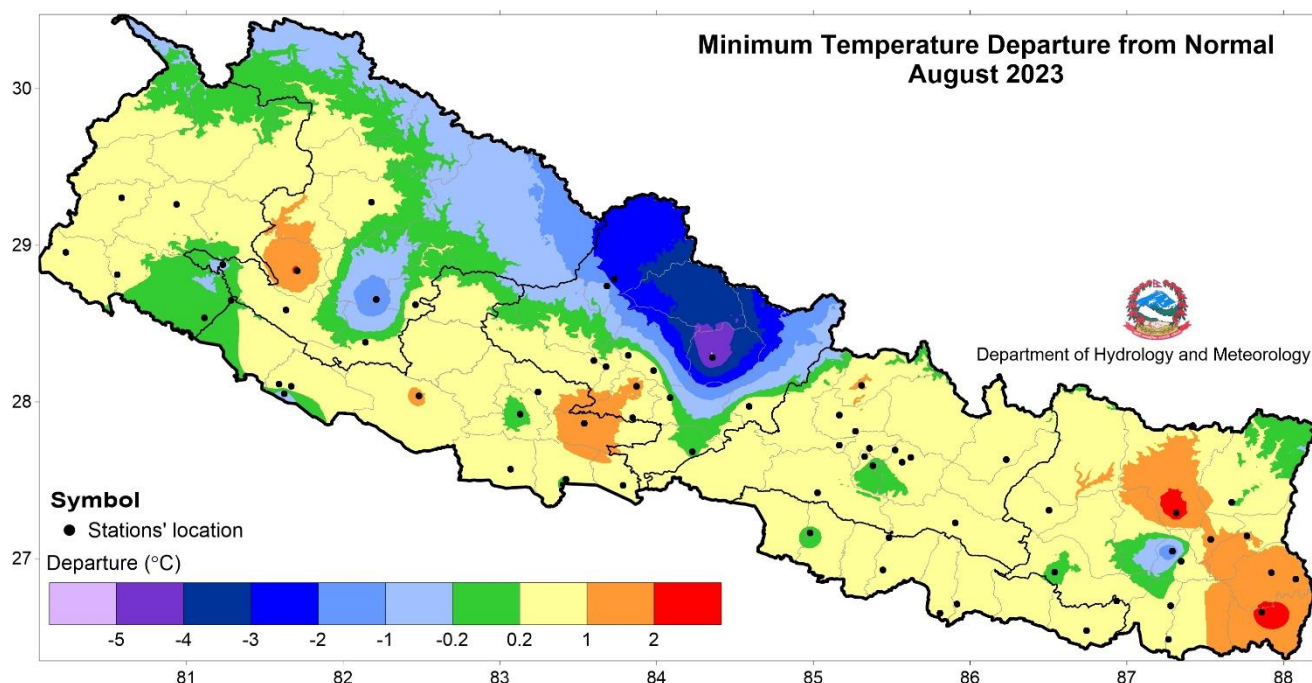 Minimum Temperature Departure from Normal
August 2023
30
29
28
27
Department of Hydrology and Meteorology
Symbol
Stations' location
Departure (°C)
-5 -4 -3 -2 -1 -0.2 0.2 1 2
81 82 83 84 85 86 87 88